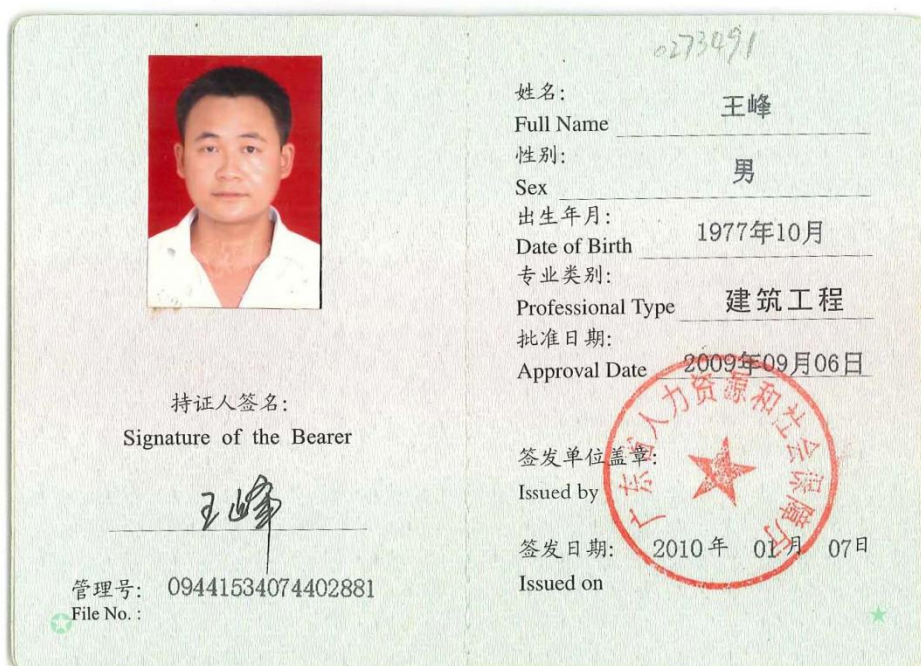 持证人签名:
Signature of the Bearer
王峰
管理号: 09441534074402881
File No. :
0273491
姓名:
Full Name 王峰
性别:
Sex 男
出生年月:
Date of Birth 1977年10月
专业类别:
Professional Type 建筑工程
批准日期:
Approval Date 2009年09月06日
广东省人力资源和社会保障厅
签发单位盖章:
Issued by
签发日期: 2010年 01月 07日
Issued on